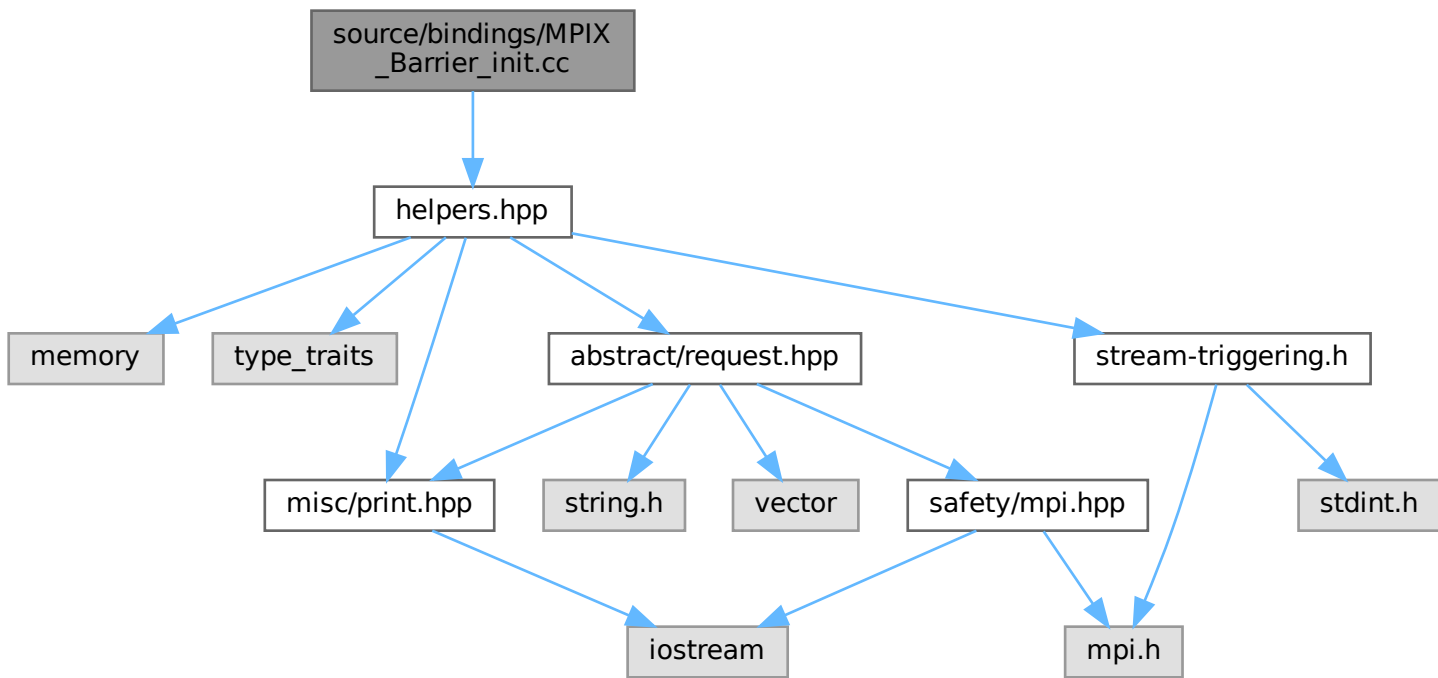 source/bindings/MPIX
_Barrier_init.cc
helpers.hpp
memory
type_traits
abstract/request.hpp
stream-triggering.h
misc/print.hpp
string.h
vector
safety/mpi.hpp
stdint.h
iostream
mpi.h